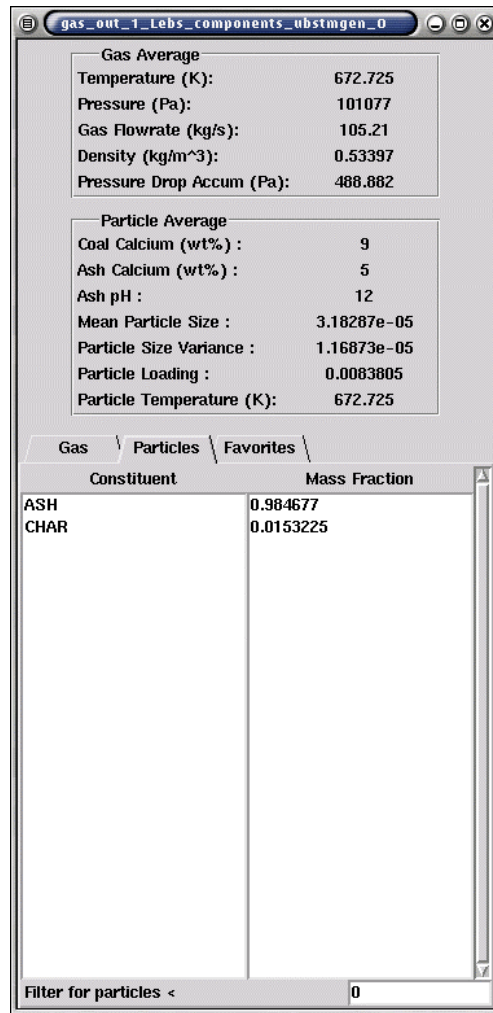 gas_out_1_Lebs_components_ubstmgen_0
Gas Average
Temperature (K): 672.725
Pressure (Pa): 101077
Gas Flowrate (kg/s): 105.21
Density (kg/m^3): 0.53397
Pressure Drop Accum (Pa): 488.882
Particle Average
Coal Calcium (wt%) : 9
Ash Calcium (wt%) : 5
Ash pH : 12
Mean Particle Size : 3.18287e-05
Particle Size Variance : 1.16873e-05
Particle Loading : 0.0083805
Particle Temperature (K): 672.725
Gas Particles Favorites
Constituent Mass Fraction
ASH 0.984677
CHAR 0.0153225
Filter for particles < 0